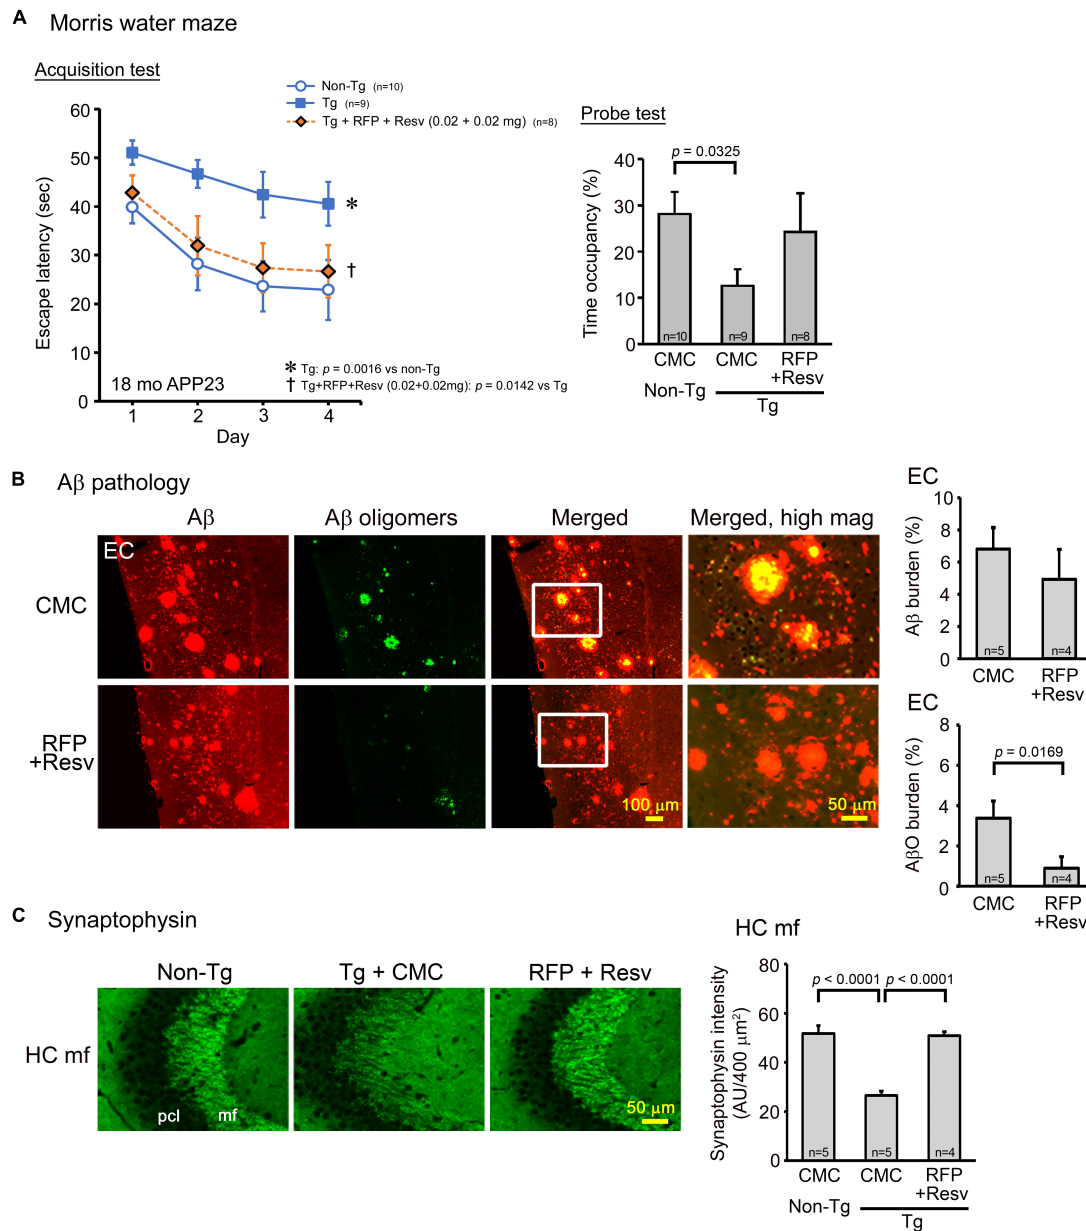 A Morris water maze
Acquisition test
Non-Tg (n=10)
Tg (n=9)
Tg + RFP + Resv (0.02 + 0.02 mg) (n=8)
60
50
40
30
20
10
0
Escape latency (sec)
*
†
* Tg: p = 0.0016 vs non-Tg
† Tg+RFP+Resv (0.02+0.02mg): p = 0.0142 vs Tg
18 mo APP23
1 2 3 4
Day
Probe test
p = 0.0325
40
30
20
10
0
Time occupancy (%)
n=10 n=9 n=8
CMC CMC RFP
+Resv
Non-Tg Tg
B Aβ pathology
Aβ Aβ oligomers Merged Merged, high mag
EC
CMC
RFP
+Resv
100 μm 50 μm
EC
10
8
6
4
2
0
Aβ burden (%)
n=5 n=4
CMC RFP
+Resv
EC
8
6
4
2
0
AβO burden (%)
p = 0.0169
n=5 n=4
CMC RFP
+Resv
C Synaptophysin
Non-Tg Tg + CMC RFP + Resv
HC mf
pcl mf
50 μm
HC mf
80
60
40
20
0
Synaptophysin intensity
(AU/400 μm²)
p < 0.0001 p < 0.0001
n=5 n=5 n=4
CMC CMC RFP
+Resv
Non-Tg Tg